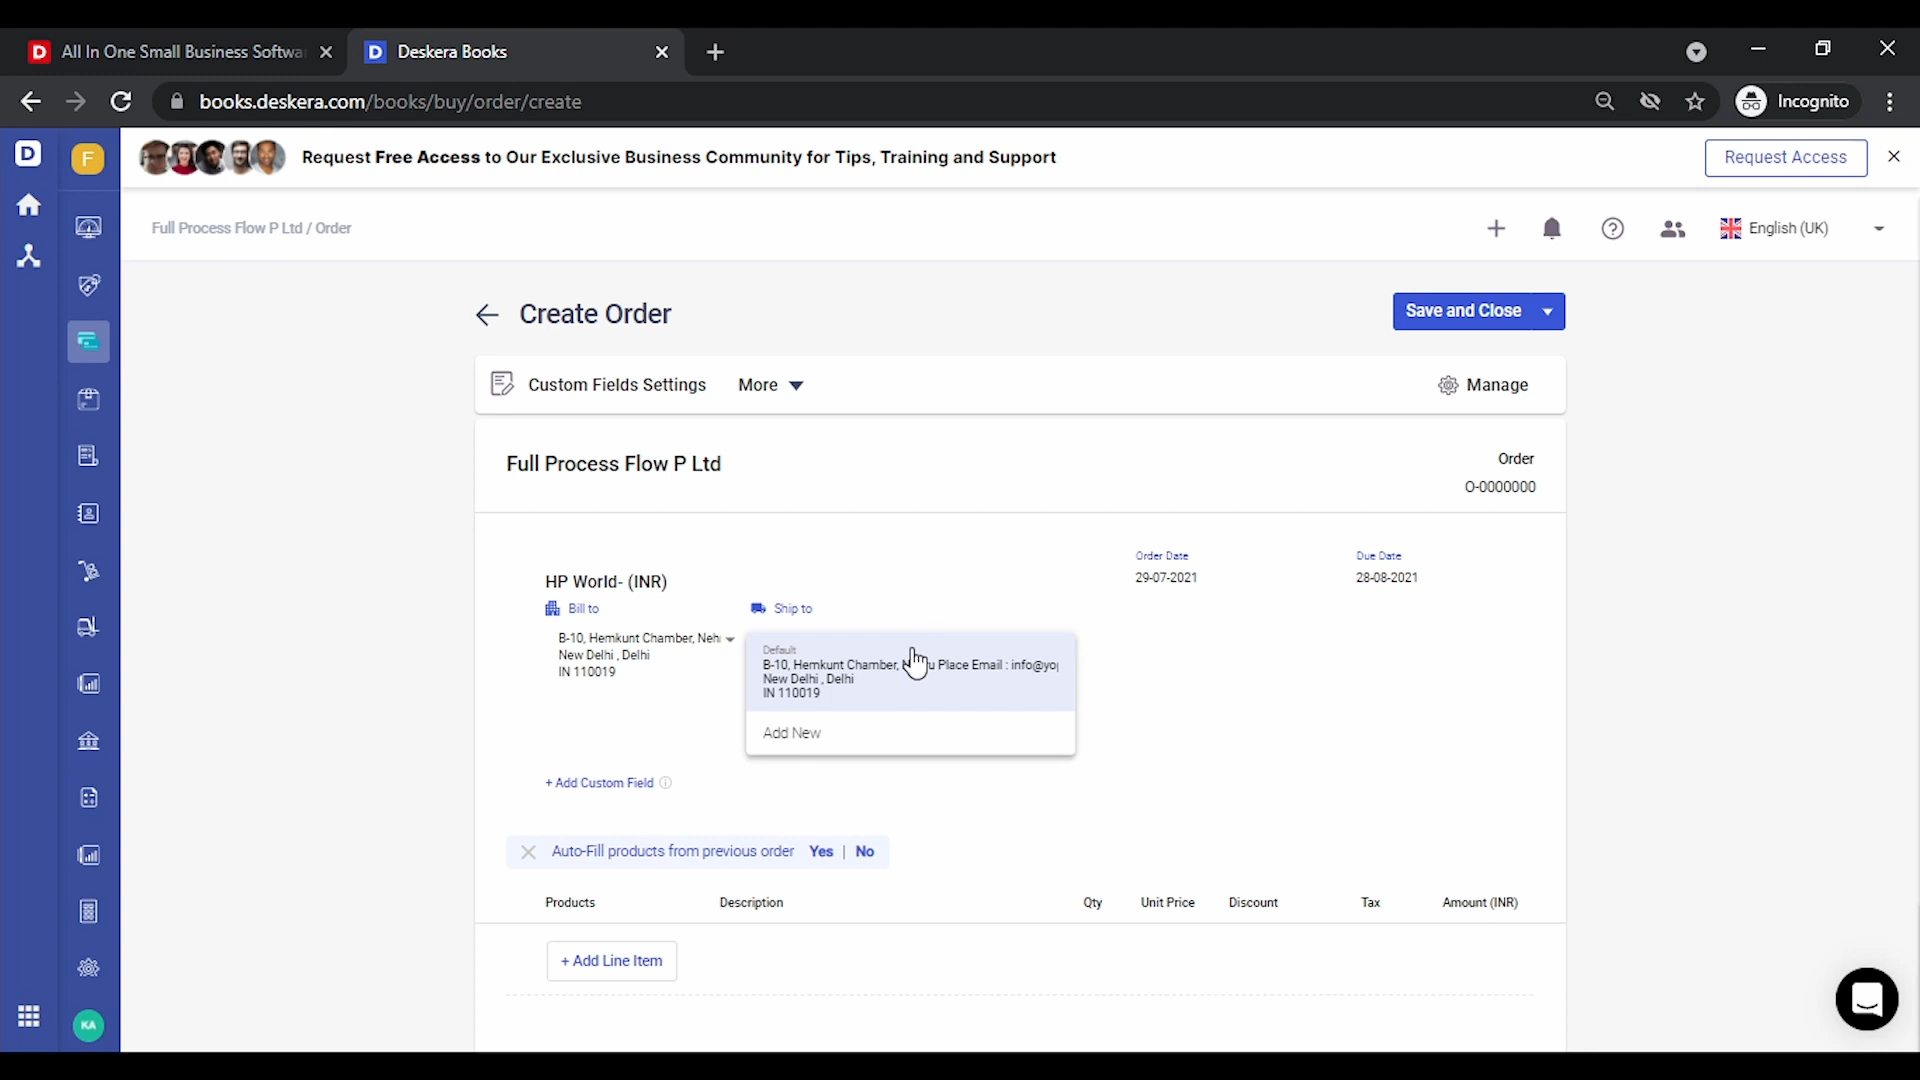 All In One Small Business Softwa
Deskera Books
books.deskera.com/books/buy/order/create
Incognito
F
Request Free Access to Our Exclusive Business Community for Tips, Training and Support
Request Access
Full Process Flow P Ltd / Order
English (UK)
Create Order
Save and Close
Custom Fields Settings
More
Manage
Full Process Flow P Ltd
Order
O-0000000
Order Date
29-07-2021
Due Date
28-08-2021
HP World- (INR)
Bill to
Ship to
B-10, Hemkunt Chamber, Neh
New Delhi , Delhi
IN 110019
Default
B-10, Hemkunt Chamber, Place Email : info@yo
New Delhi , Delhi
IN 110019
Add New
+ Add Custom Field
Auto-Fill products from previous order Yes | No
Products Description Qty Unit Price Discount Tax Amount (INR)
+ Add Line Item
KA